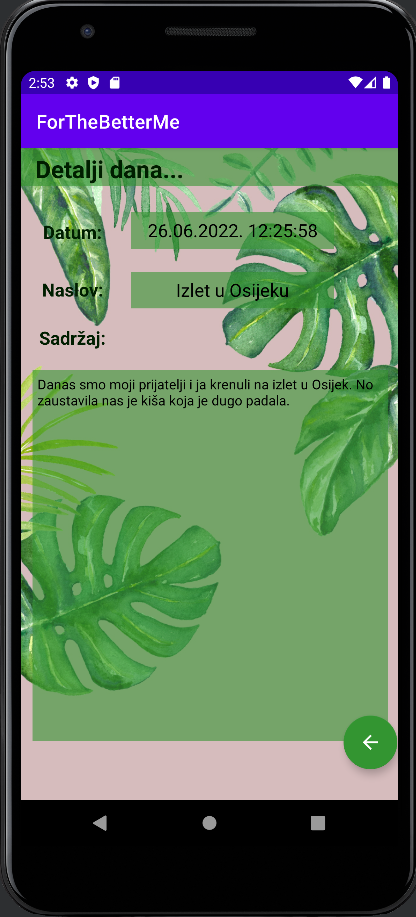 2:53
ForTheBetterMe
Detalji dana...
Datum: 26.06.2022. 12:25:58
Naslov: Izlet u Osijeku
Sadržaj:
Danas smo moji prijatelji i ja krenuli na izlet u Osijek. No
zaustavila nas je kiša koja je dugo padala.